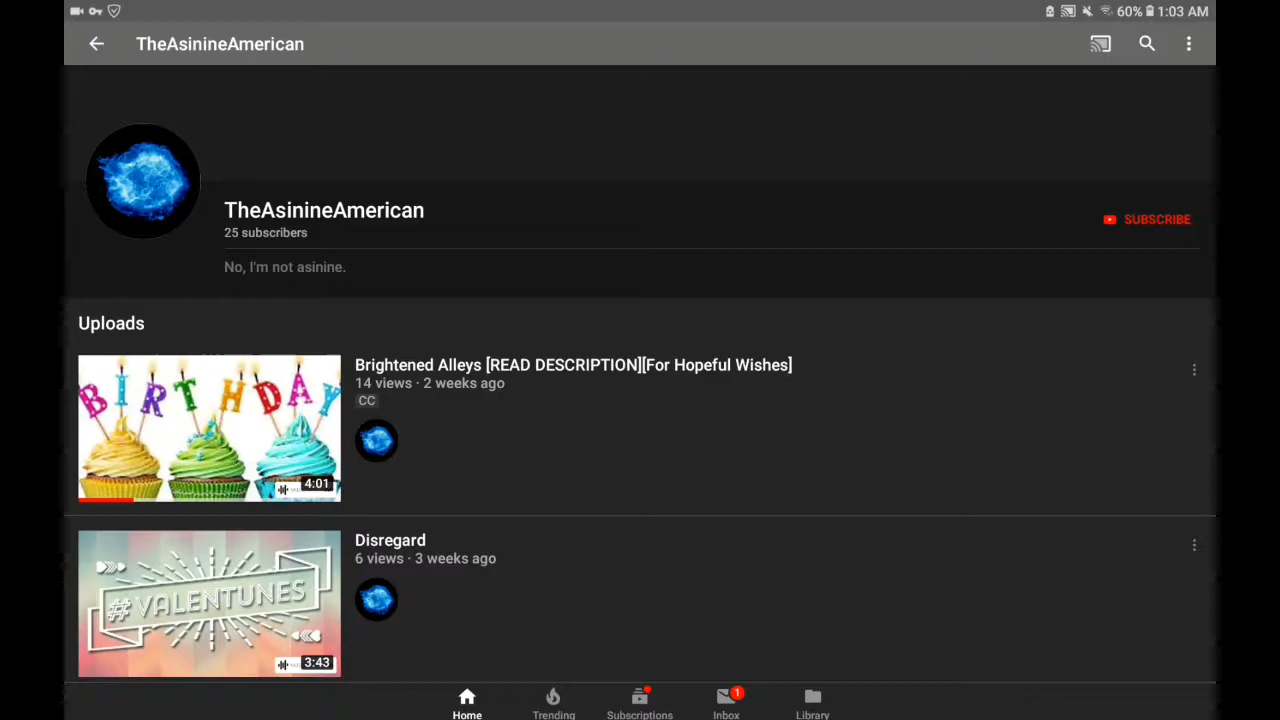 60% 1:03 AM
TheAsinineAmerican
TheAsinineAmerican
25 subscribers
SUBSCRIBE
No, I'm not asinine.
Uploads
BIRTHDAY
4:01
Brightened Alleys [READ DESCRIPTION][For Hopeful Wishes]
14 views · 2 weeks ago
CC
#VALENTUNES
3:43
Disregard
6 views · 3 weeks ago
Home
Trending
Subscriptions
1
Inbox
Library